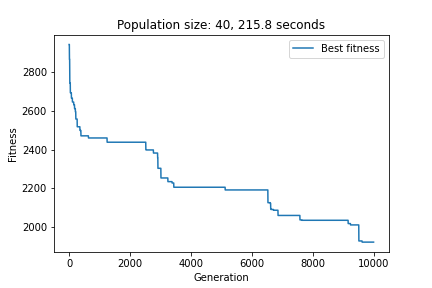 Population size: 40, 215.8 seconds
Best fitness
2800
2600
2400
2200
2000
Fitness
0 2000 4000 6000 8000 10000
Generation